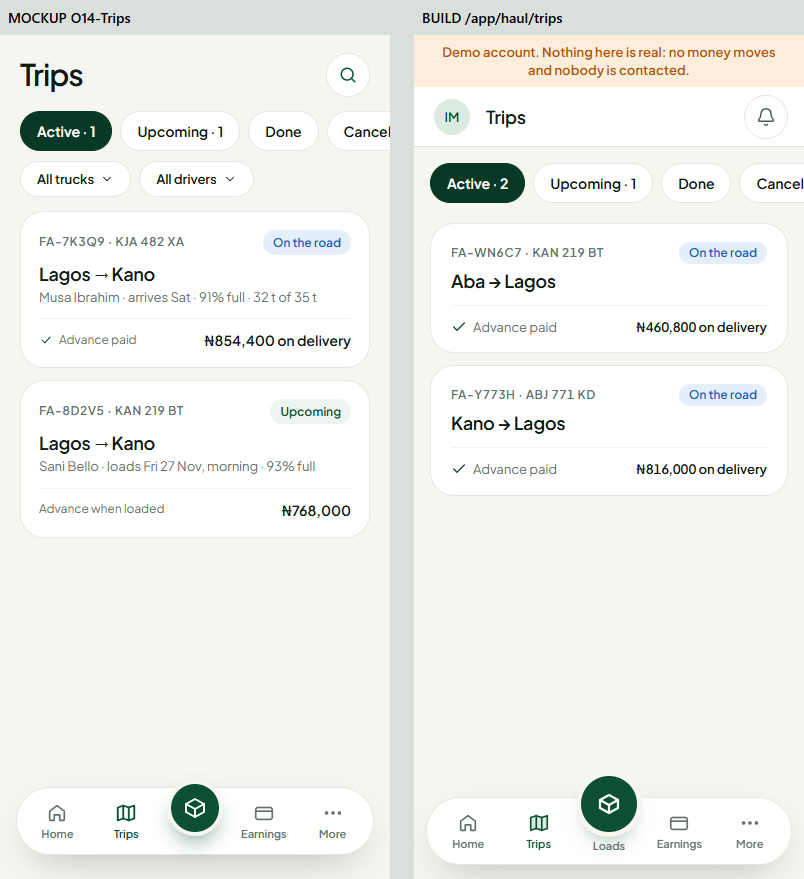 MOCKUP O14-Trips
Trips
Active · 1
Upcoming · 1
Done
Cancel
All trucks
All drivers
FA-7K3Q9 · KJA 482 XA
On the road
Lagos → Kano
Musa Ibrahim · arrives Sat · 91% full · 32 t of 35 t
Advance paid
₦854,400 on delivery
FA-8D2V5 · KAN 219 BT
Upcoming
Lagos → Kano
Sani Bello · loads Fri 27 Nov, morning · 93% full
Advance when loaded
₦768,000
Home
Trips
Earnings
More
BUILD /app/haul/trips
Demo account. Nothing here is real: no money moves
and nobody is contacted.
IM
Trips
Active · 2
Upcoming · 1
Done
Cancel
FA-WN6C7 · KAN 219 BT
On the road
Aba → Lagos
Advance paid
₦460,800 on delivery
FA-Y773H · ABJ 771 KD
On the road
Kano → Lagos
Advance paid
₦816,000 on delivery
Home
Trips
Loads
Earnings
More